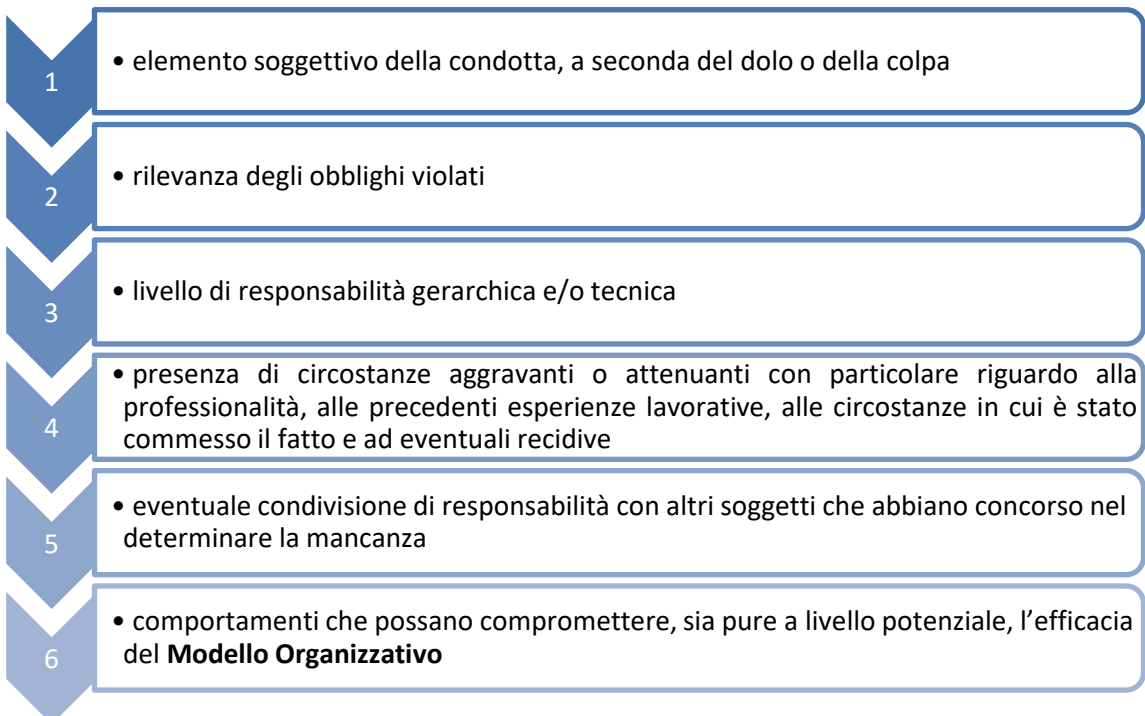 1
• elemento soggettivo della condotta, a seconda del dolo o della colpa
2
• rilevanza degli obblighi violati
3
• livello di responsabilità gerarchica e/o tecnica
4
• presenza di circostanze aggravanti o attenuanti con particolare riguardo alla
professionalità, alle precedenti esperienze lavorative, alle circostanze in cui è stato
commesso il fatto e ad eventuali recidive
5
• eventuale condivisione di responsabilità con altri soggetti che abbiano concorso nel
determinare la mancanza
6
• comportamenti che possano compromettere, sia pure a livello potenziale, l’efficacia
del Modello Organizzativo